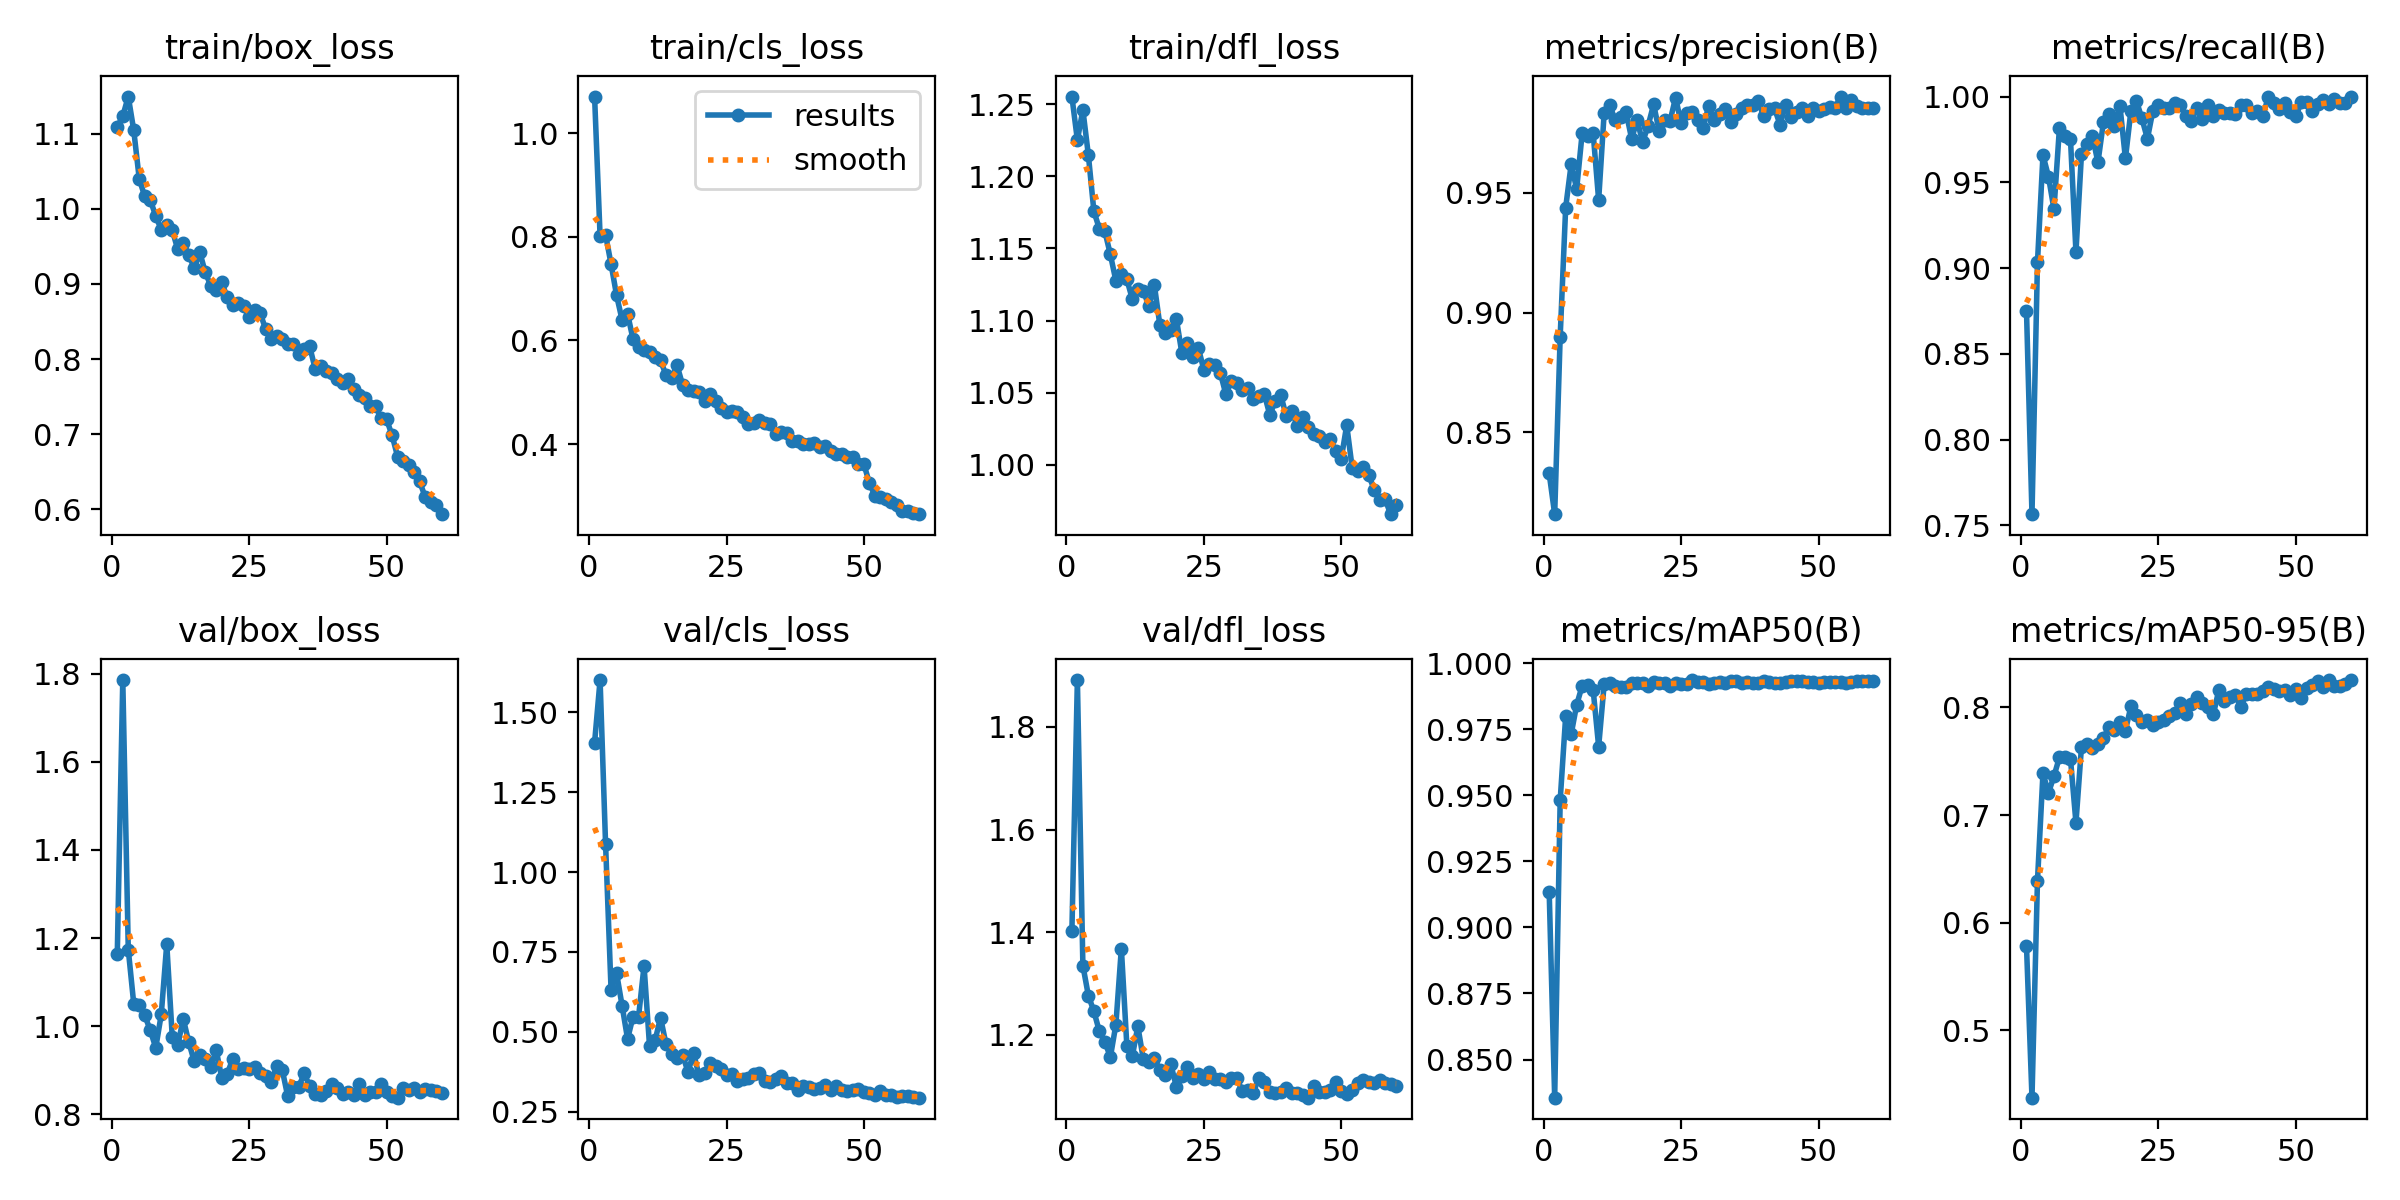 train/box_loss
1.1
1.0
0.9
0.8
0.7
0.6
0 25 50
train/cls_loss
results
smooth
1.0
0.8
0.6
0.4
0 25 50
train/dfl_loss
1.25
1.20
1.15
1.10
1.05
1.00
0 25 50
metrics/precision(B)
0.95
0.90
0.85
0 25 50
metrics/recall(B)
1.00
0.95
0.90
0.85
0.80
0.75
0 25 50
val/box_loss
1.8
1.6
1.4
1.2
1.0
0.8
0 25 50
val/cls_loss
1.50
1.25
1.00
0.75
0.50
0.25
0 25 50
val/dfl_loss
1.8
1.6
1.4
1.2
0 25 50
metrics/mAP50(B)
1.000
0.975
0.950
0.925
0.900
0.875
0.850
0 25 50
metrics/mAP50-95(B)
0.8
0.7
0.6
0.5
0 25 50